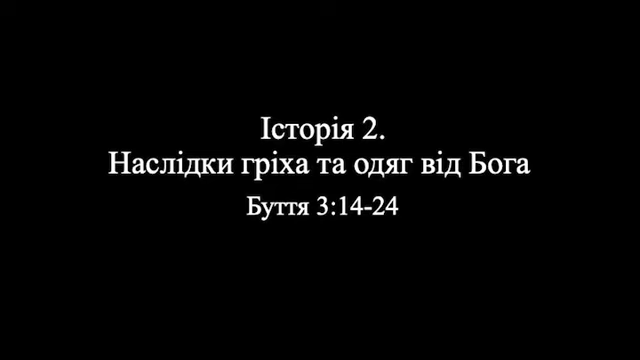 Історія 2.
Наслідки гріха та одяг від Бога
Буття 3:14-24